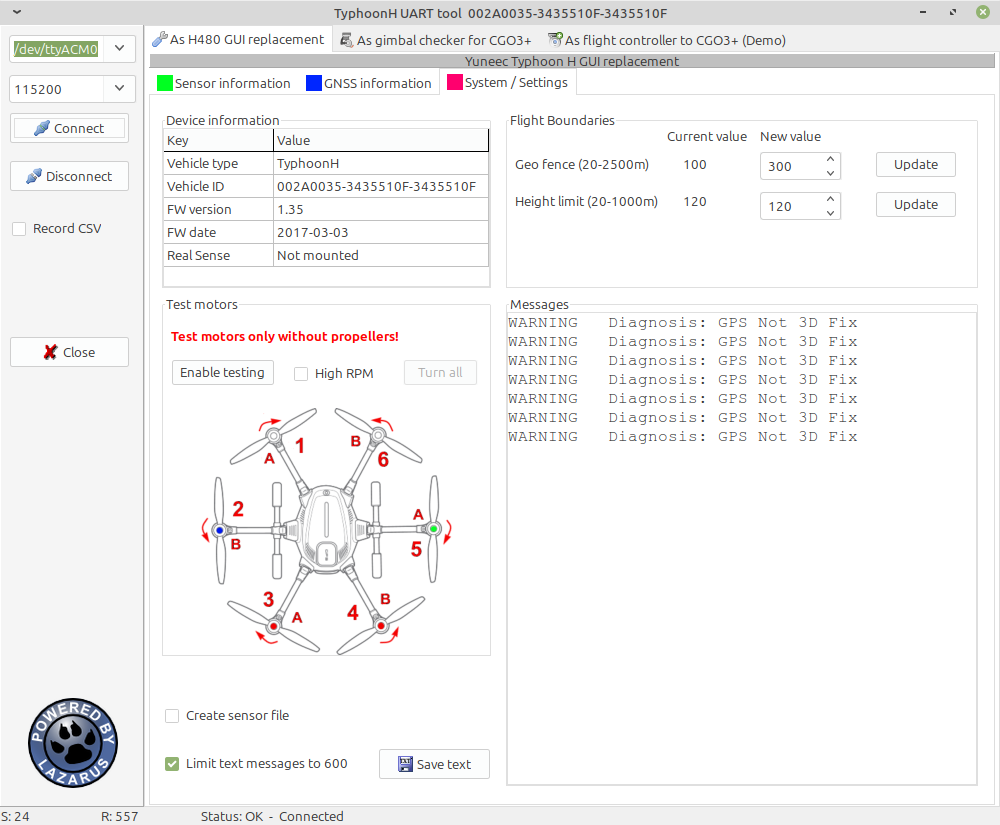 TyphoonH UART tool 002A0035-3435510F-3435510F
/dev/ttyACM0
115200
Connect
Disconnect
Record CSV
Close
POWERED BY LAZARUS
As H480 GUI replacement
As gimbal checker for CGO3+
As flight controller to CGO3+ (Demo)
Yuneec Typhoon H GUI replacement
Sensor information
GNSS information
System / Settings
Device information
Key Value
Vehicle type TyphoonH
Vehicle ID 002A0035-3435510F-3435510F
FW version 1.35
FW date 2017-03-03
Real Sense Not mounted
Flight Boundaries
Current value New value
Geo fence (20-2500m) 100 300 Update
Height limit (20-1000m) 120 120 Update
Test motors
Test motors only without propellers!
Enable testing
High RPM
Turn all
1 A
B 6
2 B
A 5
3 A
4 B
Messages
WARNING Diagnosis: GPS Not 3D Fix
WARNING Diagnosis: GPS Not 3D Fix
WARNING Diagnosis: GPS Not 3D Fix
WARNING Diagnosis: GPS Not 3D Fix
WARNING Diagnosis: GPS Not 3D Fix
WARNING Diagnosis: GPS Not 3D Fix
WARNING Diagnosis: GPS Not 3D Fix
Create sensor file
Limit text messages to 600
Save text
S: 24 R: 557 Status: OK - Connected